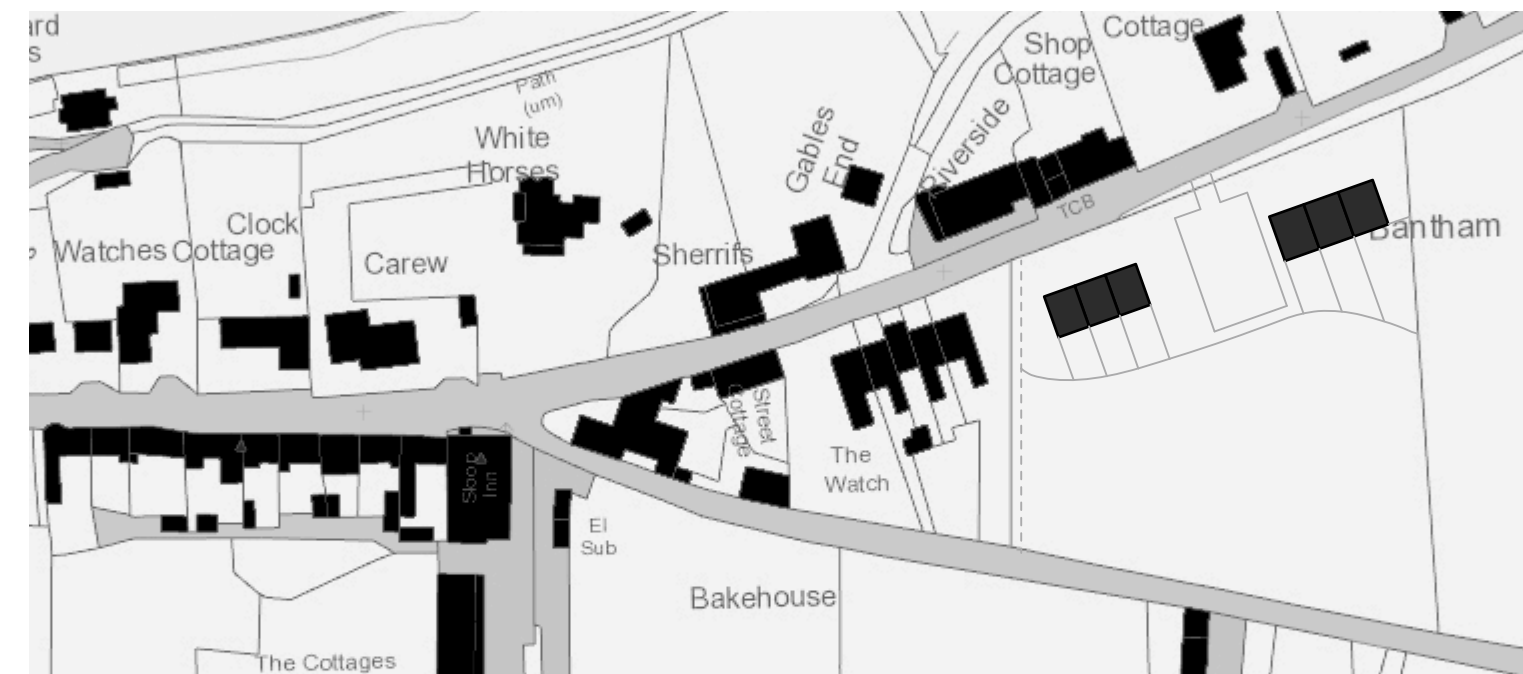 ard
s
Cottage
Shop
Cottage
Path
(um)
White
Horses
Gables
End
Riverside
TCB
Clock
Watches Cottage
Carew
Sherrifs
Bantham
Street
Cottage
The
Watch
Sloop
Inn
El
Sub
Bakehouse
The Cottages